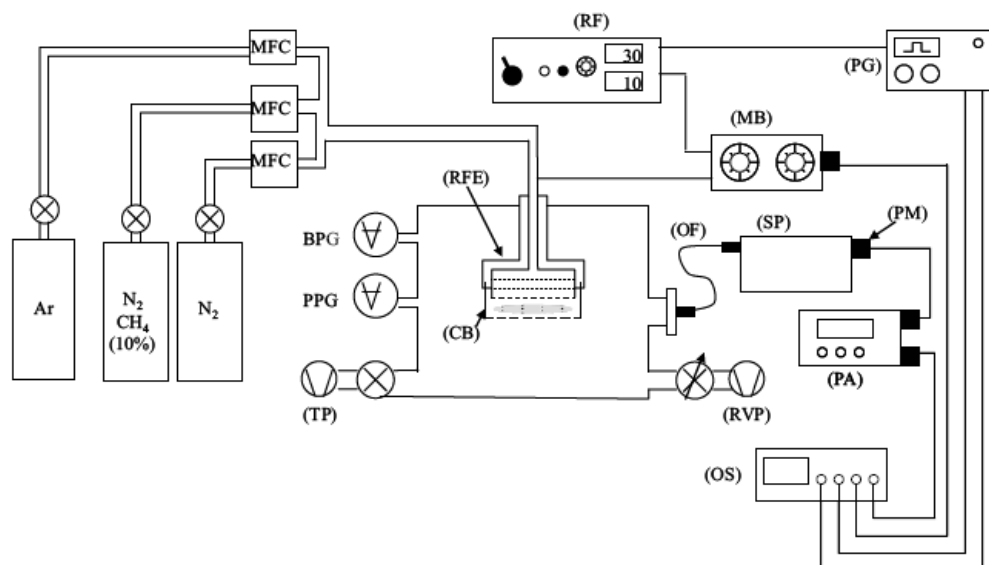 (RF)
MFC
30
10
(PG)
MFC
(MB)
MFC
(RFE)
(OF)
(SP)
(PM)
BPG
Ar
N2
CH4
(10%)
N2
PPG
(CB)
(PA)
(TP)
(RVP)
(OS)